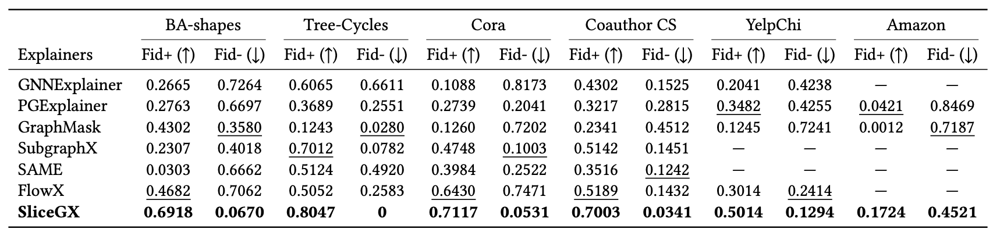 BA-shapes Tree-Cycles Cora Coauthor CS YelpChi Amazon
Explainers Fid+ (↑) Fid- (↓) Fid+ (↑) Fid- (↓) Fid+ (↑) Fid- (↓) Fid+ (↑) Fid- (↓) Fid+ (↑) Fid- (↓) Fid+ (↑) Fid- (↓)
GNNExplainer 0.2665 0.7264 0.6065 0.6611 0.1088 0.8173 0.4302 0.1525 0.2041 0.4238 — —
PGExplainer 0.2763 0.6697 0.3689 0.2551 0.2739 0.2041 0.3217 0.2815 0.3482 0.4255 0.0421 0.8469
GraphMask 0.4302 0.3580 0.1243 0.0280 0.1260 0.7202 0.2341 0.4512 0.1245 0.7241 0.0012 0.7187
SubgraphX 0.2307 0.4018 0.7012 0.0782 0.4748 0.1003 0.5142 0.1451 — — — —
SAME 0.0303 0.6662 0.5124 0.4920 0.3984 0.2522 0.3516 0.1242 — — — —
FlowX 0.4682 0.7062 0.5052 0.2583 0.6430 0.7471 0.5189 0.1432 0.3014 0.2414 — —
SliceGX 0.6918 0.0670 0.8047 0 0.7117 0.0531 0.7003 0.0341 0.5014 0.1294 0.1724 0.4521